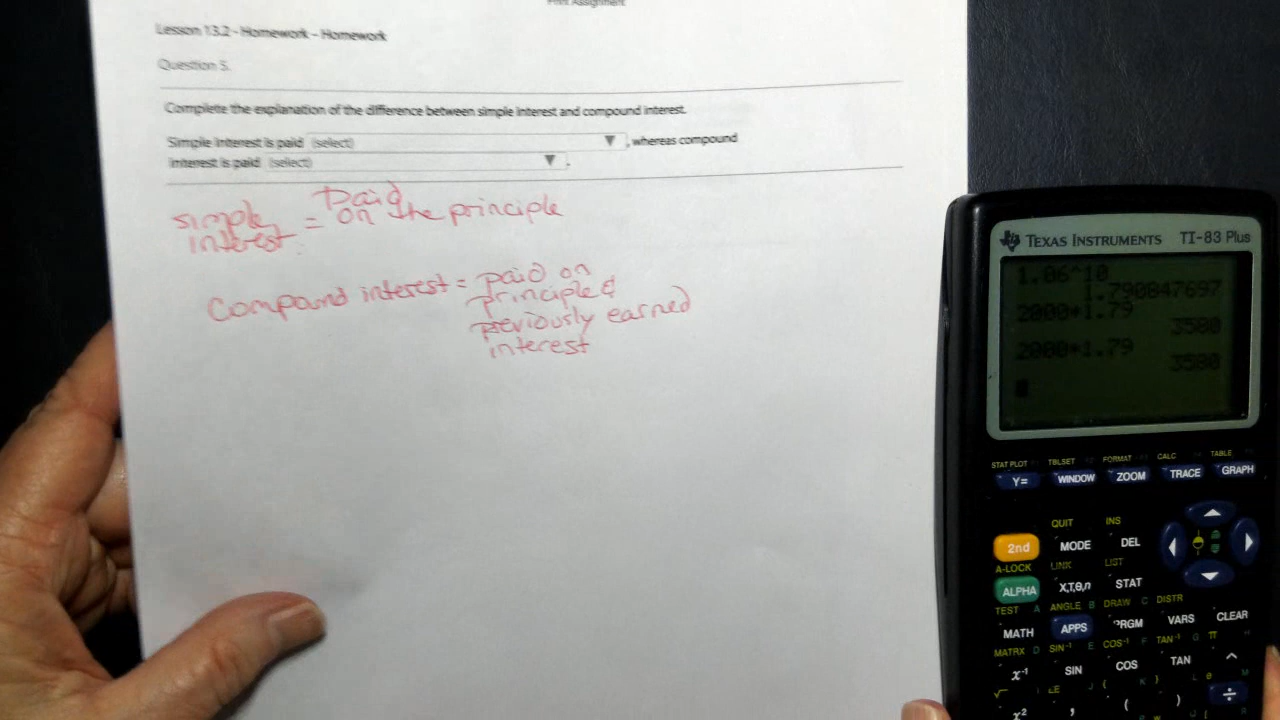 Print Assignment
Lesson 13.2 - Homework – Homework
Question 5.
Complete the explanation of the difference between simple interest and compound interest.
Simple interest is paid (select) ▼ , whereas compound
interest is paid (select) ▼ .
simple interest = paid on the principle
Compound interest = paid on
principle &
previously earned
interest
TEXAS INSTRUMENTS TI-83 Plus
1.06^10
1.790847697
2000*1.79
3580
2000*1.79
3580
STAT PLOT TBLSET FORMAT CALC TABLE
Y= WINDOW ZOOM TRACE GRAPH
QUIT INS
2nd MODE DEL
A-LOCK LINK LIST
ALPHA X,T,θ,n STAT
TEST A ANGLE B DRAW C DISTR
MATH APPS PRGM VARS CLEAR
MATRX D SIN⁻¹ E COS⁻¹ F TAN⁻¹ G π H
x⁻¹ SIN COS TAN ^
√ J ( K ) L e M
x² , ( ) ÷